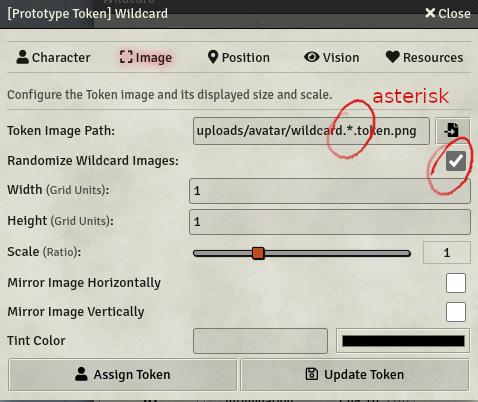 [Prototype Token] Wildcard Close
Character Image Position Vision Resources
Configure the Token image and its displayed size and scale.
asterisk
Token Image Path: uploads/avatar/wildcard.*.token.png
Randomize Wildcard Images:
Width (Grid Units): 1
Height (Grid Units): 1
Scale (Ratio): 1
Mirror Image Horizontally
Mirror Image Vertically
Tint Color
Assign Token Update Token